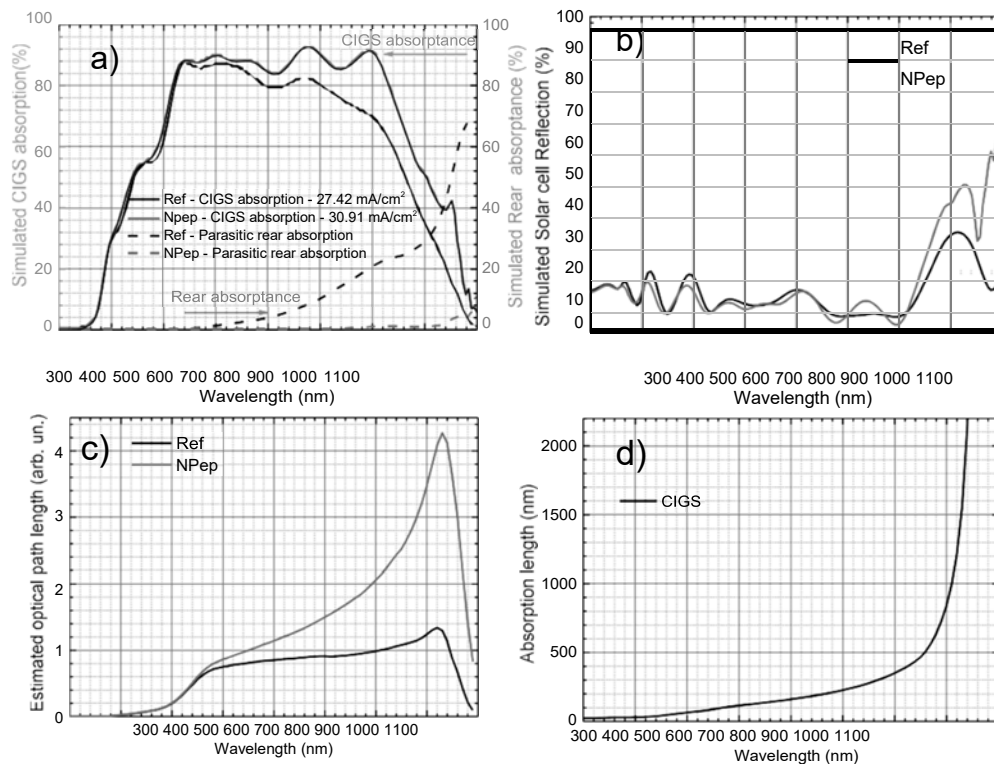 a)
Simulated CIGS absorption(%)
100
80
60
40
20
0
CIGS absorptance
Ref - CIGS absorption - 27.42 mA/cm²
Npep - CIGS absorption - 30.91 mA/cm²
Ref - Parasitic rear absorption
NPep - Parasitic rear absorption
Rear absorptance
100
80
60
40
20
0
Simulated Rear absorptance (%)
300 400 500 600 700 800 900 1000 1100
Wavelength (nm)
b)
Simulated Solar cell Reflection (%)
100
90
80
70
60
50
40
30
20
10
0
Ref
NPep
300 400 500 600 700 800 900 1000 1100
Wavelength (nm)
c)
Estimated optical path length (arb. un.)
4
3
2
1
0
Ref
NPep
300 400 500 600 700 800 900 1000 1100
Wavelength (nm)
d)
Absorption length (nm)
2000
1500
1000
500
0
CIGS
300 400 500 600 700 800 900 1000 1100
Wavelength (nm)